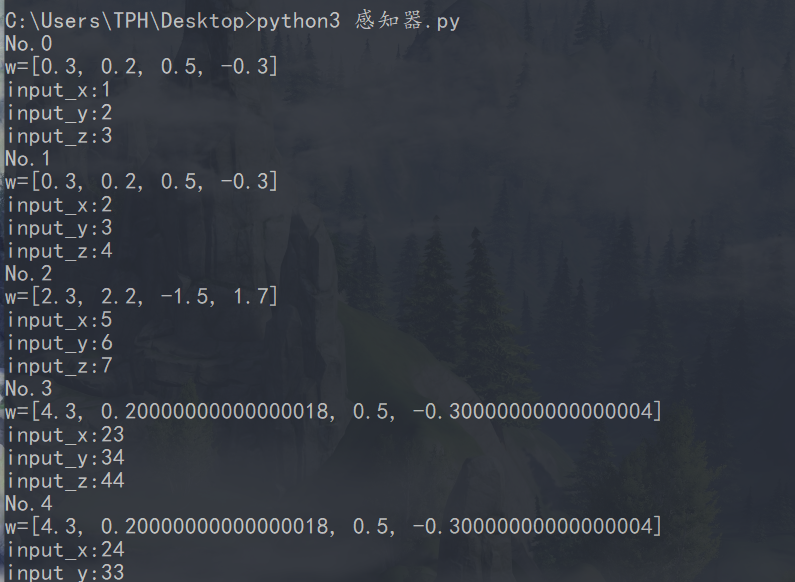 C:\Users\TPH\Desktop>python3 感知器.py
No.0
w=[0.3, 0.2, 0.5, -0.3]
input_x:1
input_y:2
input_z:3
No.1
w=[0.3, 0.2, 0.5, -0.3]
input_x:2
input_y:3
input_z:4
No.2
w=[2.3, 2.2, -1.5, 1.7]
input_x:5
input_y:6
input_z:7
No.3
w=[4.3, 0.20000000000000018, 0.5, -0.30000000000000004]
input_x:23
input_y:34
input_z:44
No.4
w=[4.3, 0.20000000000000018, 0.5, -0.30000000000000004]
input_x:24
input_y:33